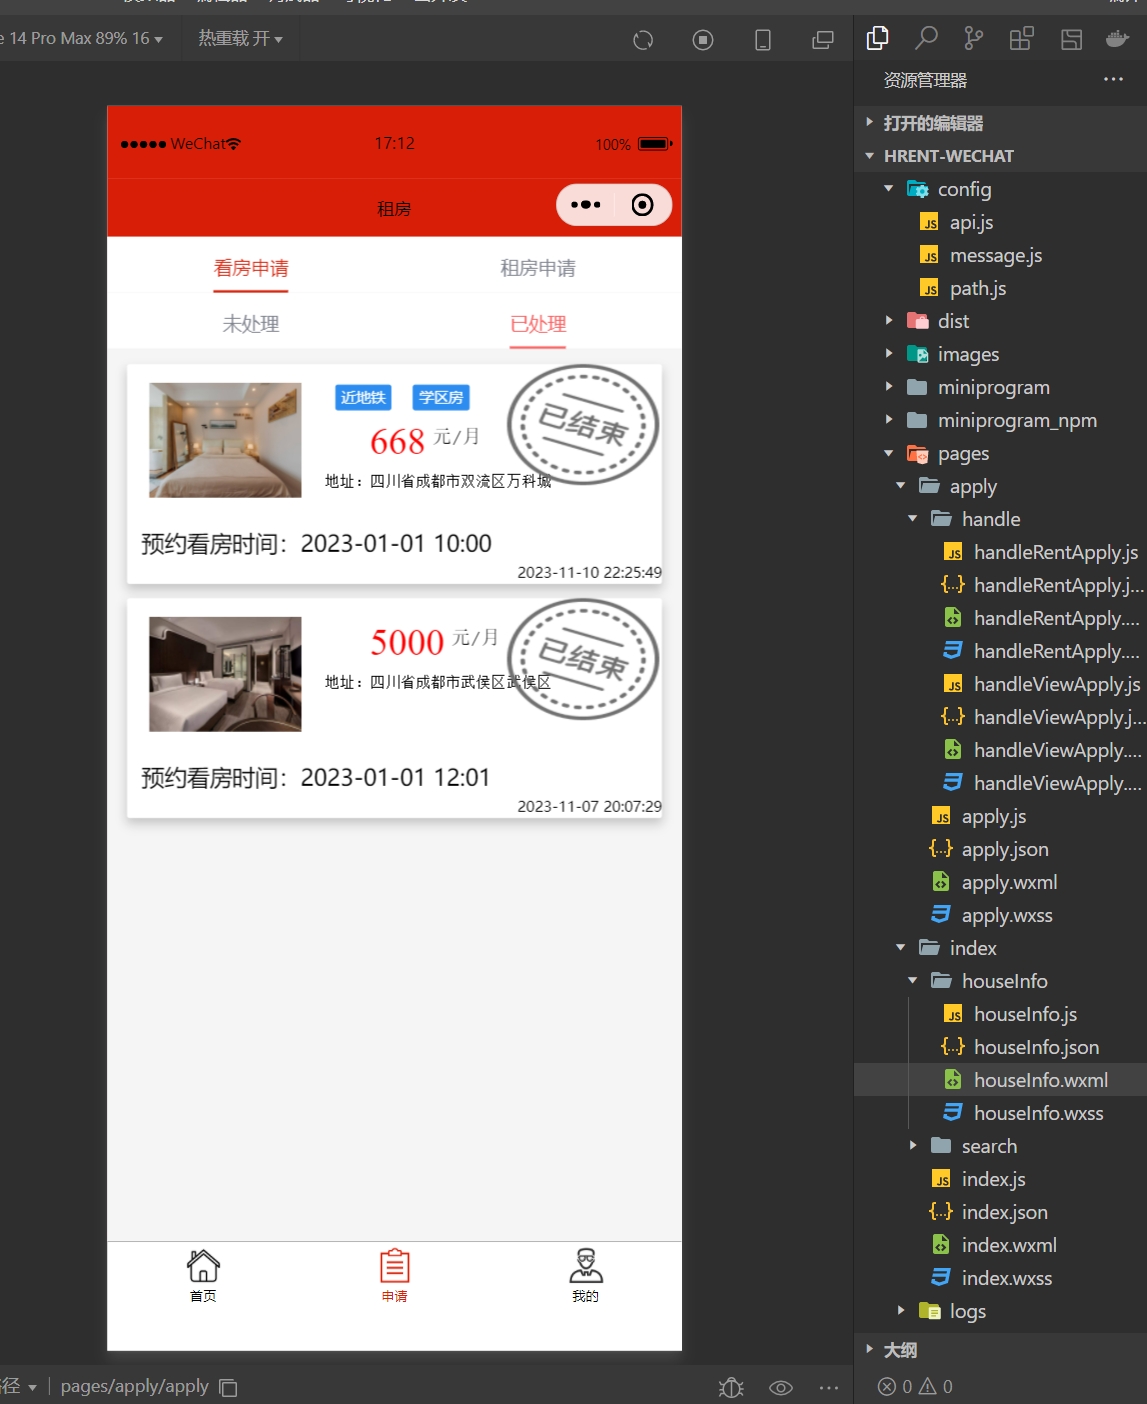 e 14 Pro Max 89% 16
热重载 开
WeChat
17:12
100%
租房
看房申请
租房申请
未处理
已处理
近地铁
学区房
已结束
668 元/月
地址：四川省成都市双流区万科城
预约看房时间：2023-01-01 10:00
2023-11-10 22:25:49
已结束
5000 元/月
地址：四川省成都市武侯区武侯区
预约看房时间：2023-01-01 12:01
2023-11-07 20:07:29
首页
申请
我的
pages/apply/apply
资源管理器
打开的编辑器
HRENT-WECHAT
config
api.js
message.js
path.js
dist
images
miniprogram
miniprogram_npm
pages
apply
handle
handleRentApply.js
handleRentApply.j...
handleRentApply....
handleRentApply....
handleViewApply.js
handleViewApply.j...
handleViewApply....
handleViewApply....
apply.js
apply.json
apply.wxml
apply.wxss
index
houseInfo
houseInfo.js
houseInfo.json
houseInfo.wxml
houseInfo.wxss
search
index.js
index.json
index.wxml
index.wxss
logs
大纲
0
0